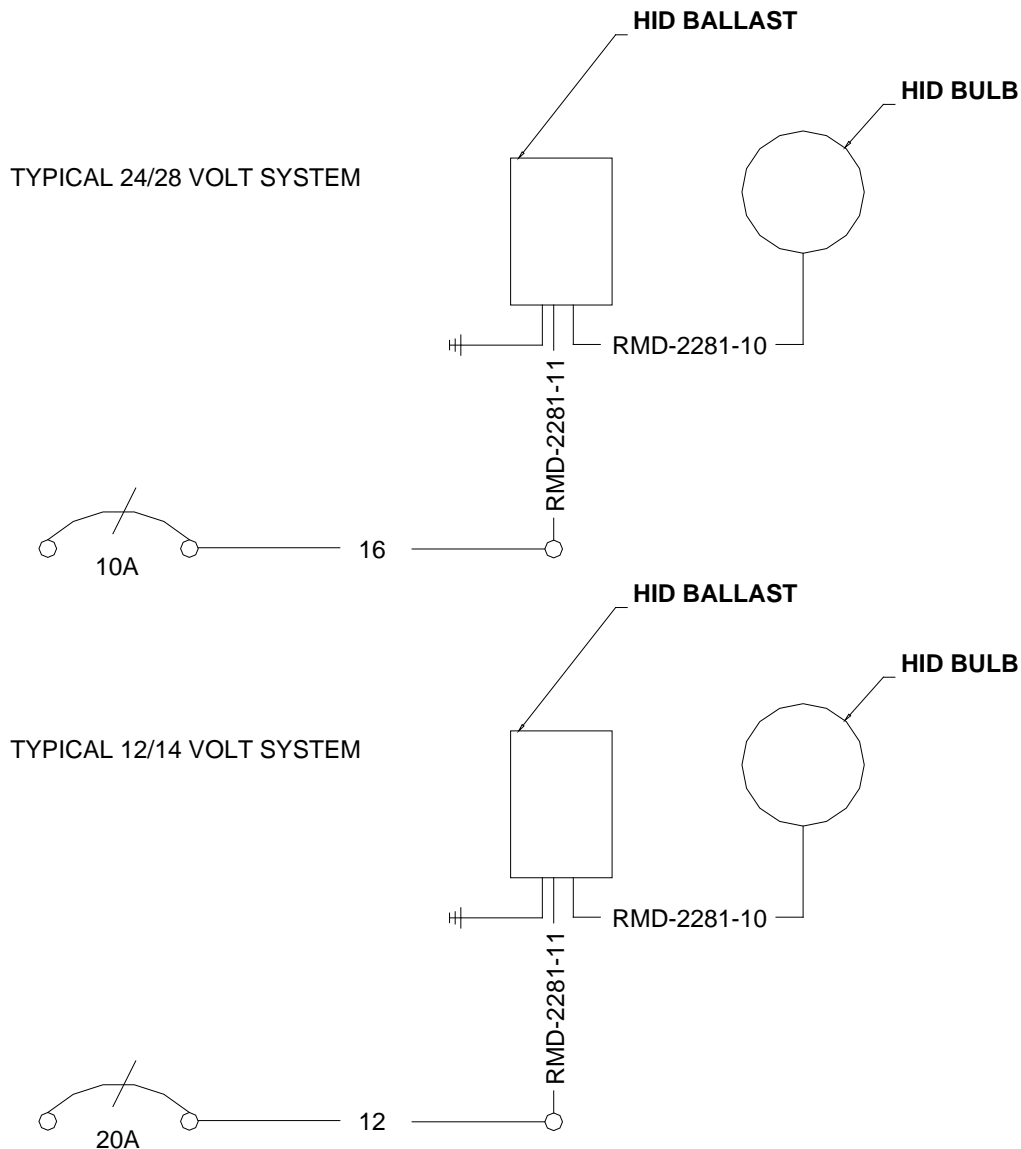 HID BALLAST
HID BULB
TYPICAL 24/28 VOLT SYSTEM
RMD-2281-10
RMD-2281-11
16
10A
HID BALLAST
HID BULB
TYPICAL 12/14 VOLT SYSTEM
RMD-2281-10
RMD-2281-11
12
20A